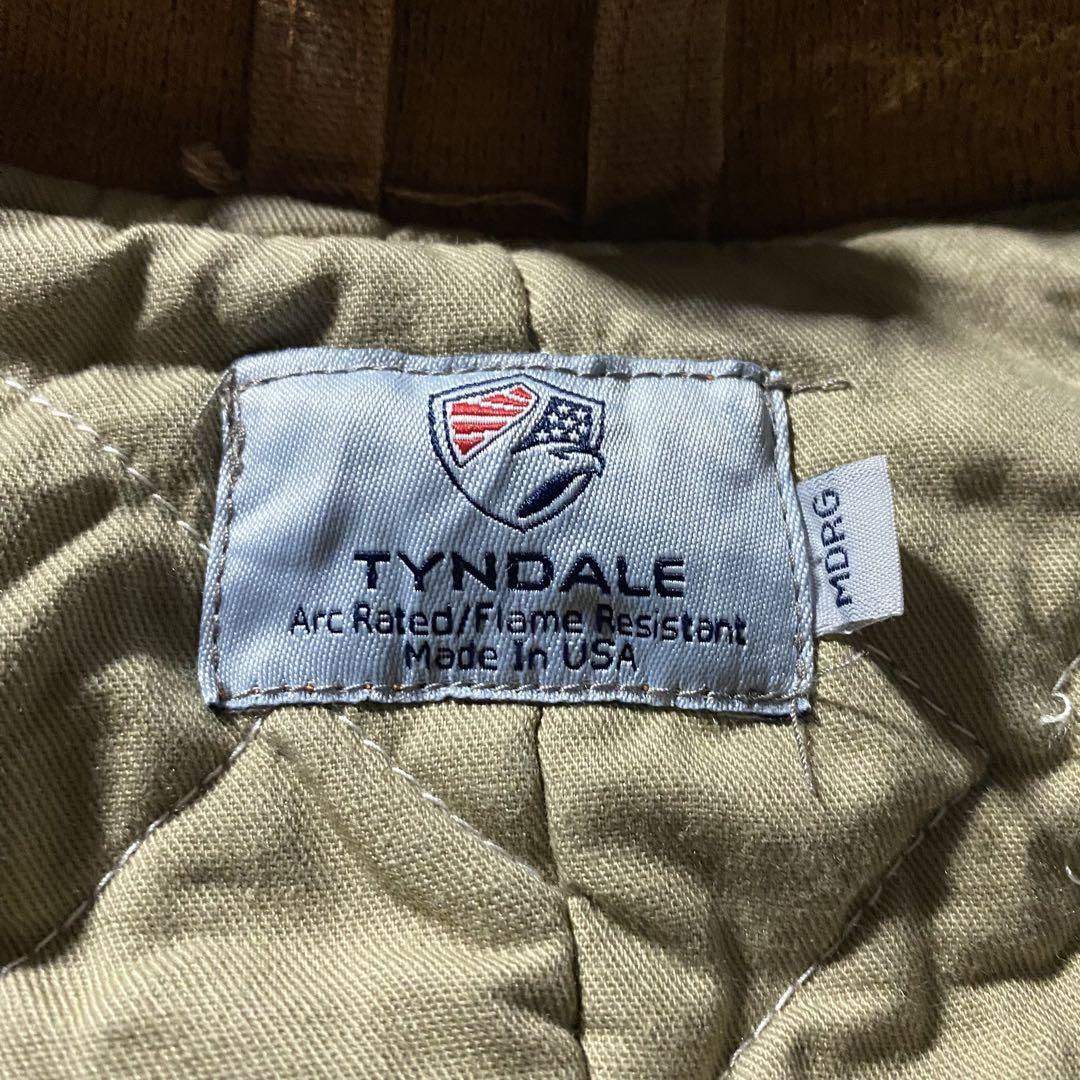 TYNDALE
Arc Rated/Flame Resistant
Made In USA
MDRG